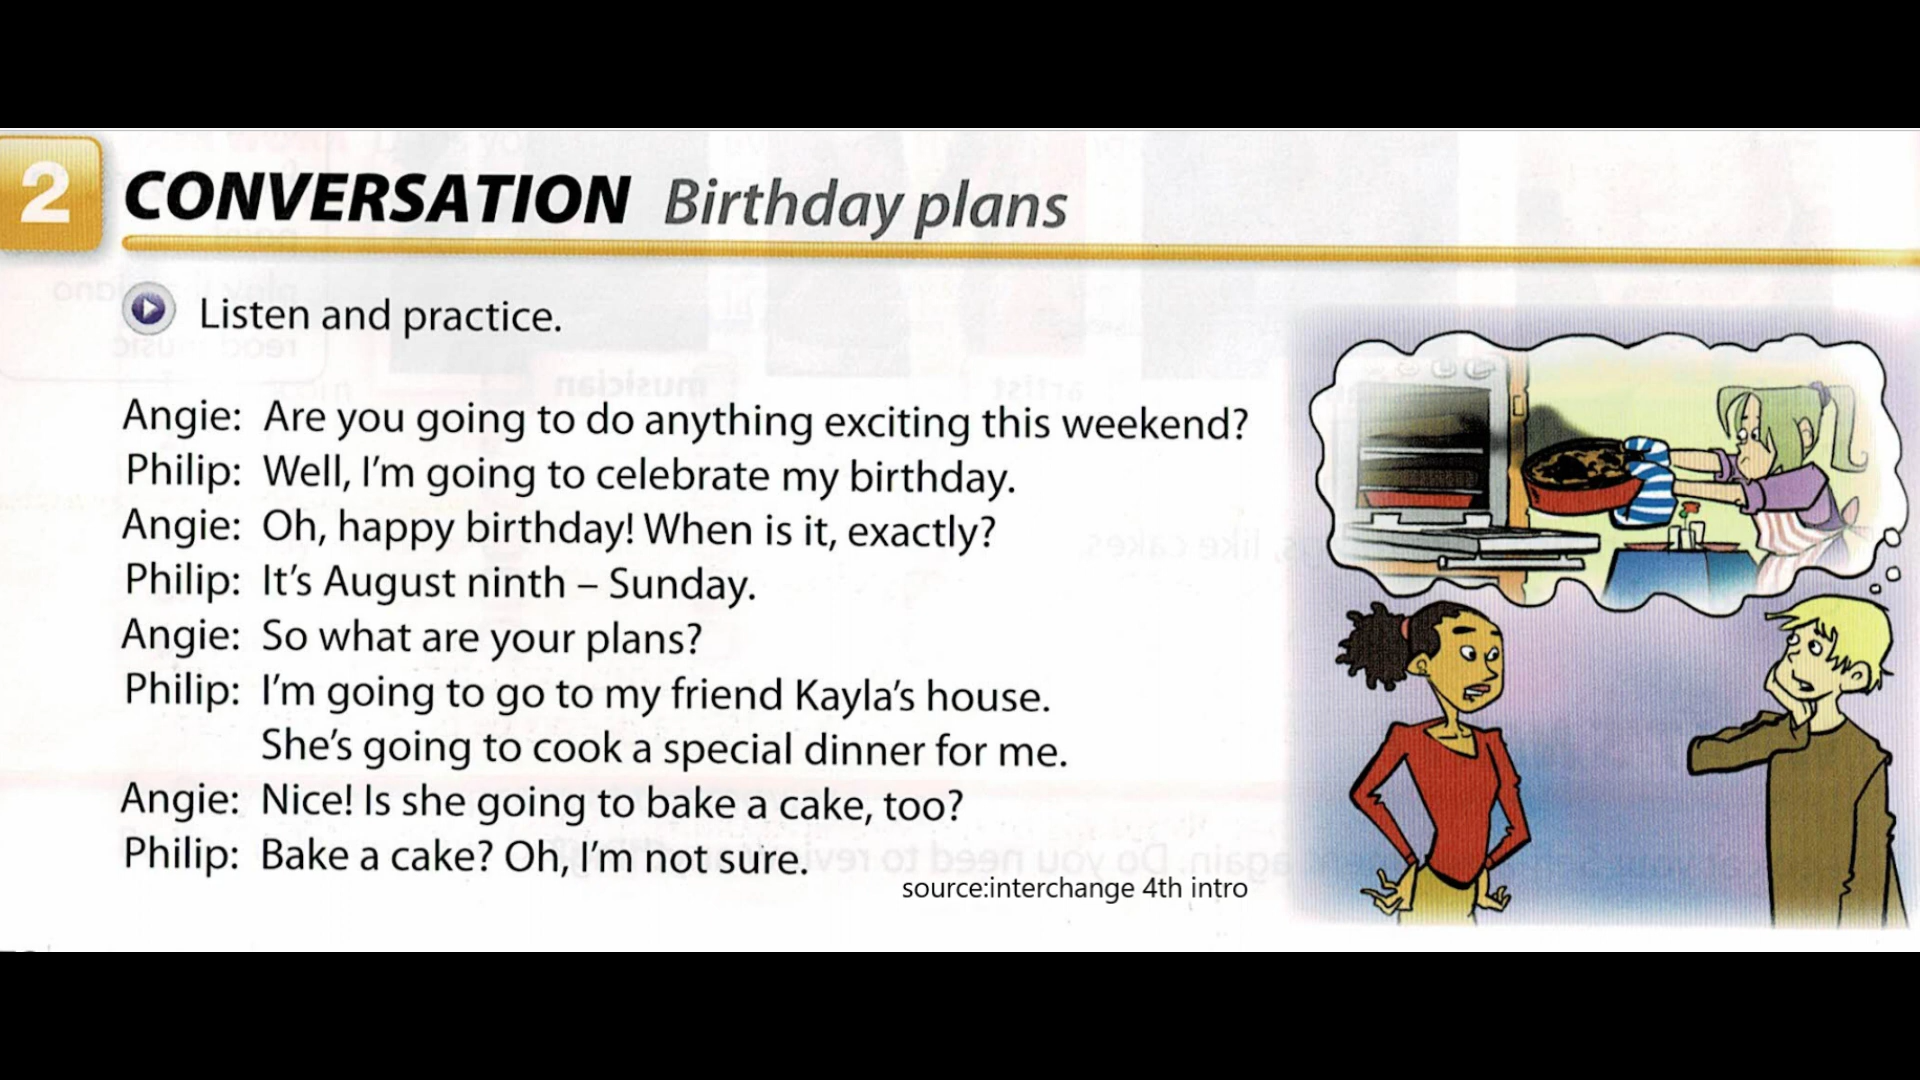 2 CONVERSATION Birthday plans
Listen and practice.
Angie: Are you going to do anything exciting this weekend?
Philip: Well, I'm going to celebrate my birthday.
Angie: Oh, happy birthday! When is it, exactly?
Philip: It's August ninth – Sunday.
Angie: So what are your plans?
Philip: I'm going to go to my friend Kayla's house.
She's going to cook a special dinner for me.
Angie: Nice! Is she going to bake a cake, too?
Philip: Bake a cake? Oh, I'm not sure.
source:interchange 4th intro